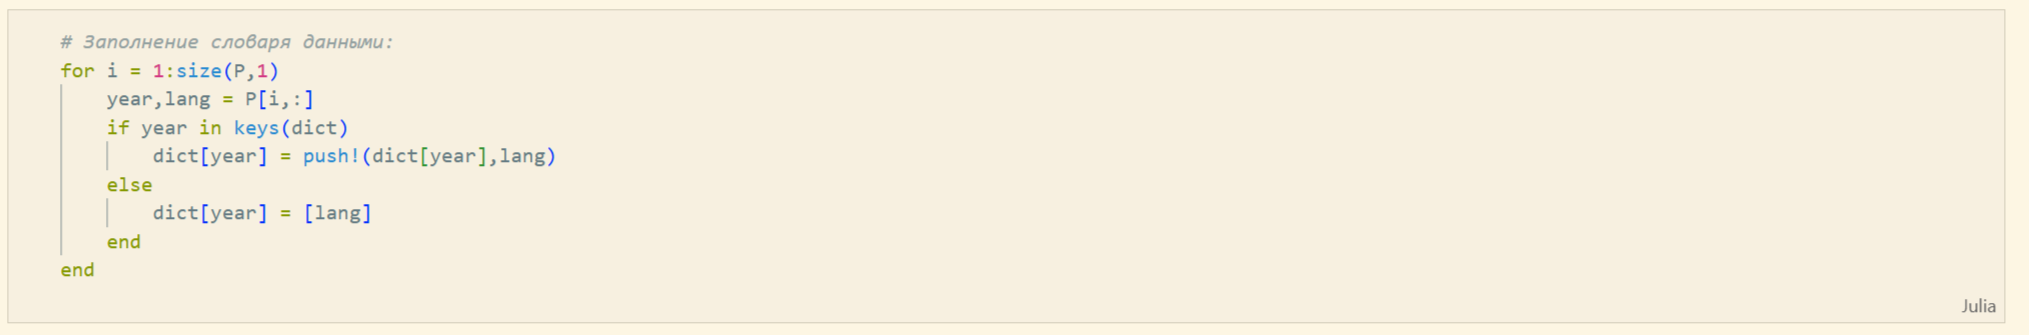 # Заполнение словаря данными:
for i = 1:size(P,1)
    year,lang = P[i,:]
    if year in keys(dict)
        dict[year] = push!(dict[year],lang)
    else
        dict[year] = [lang]
    end
end
Julia